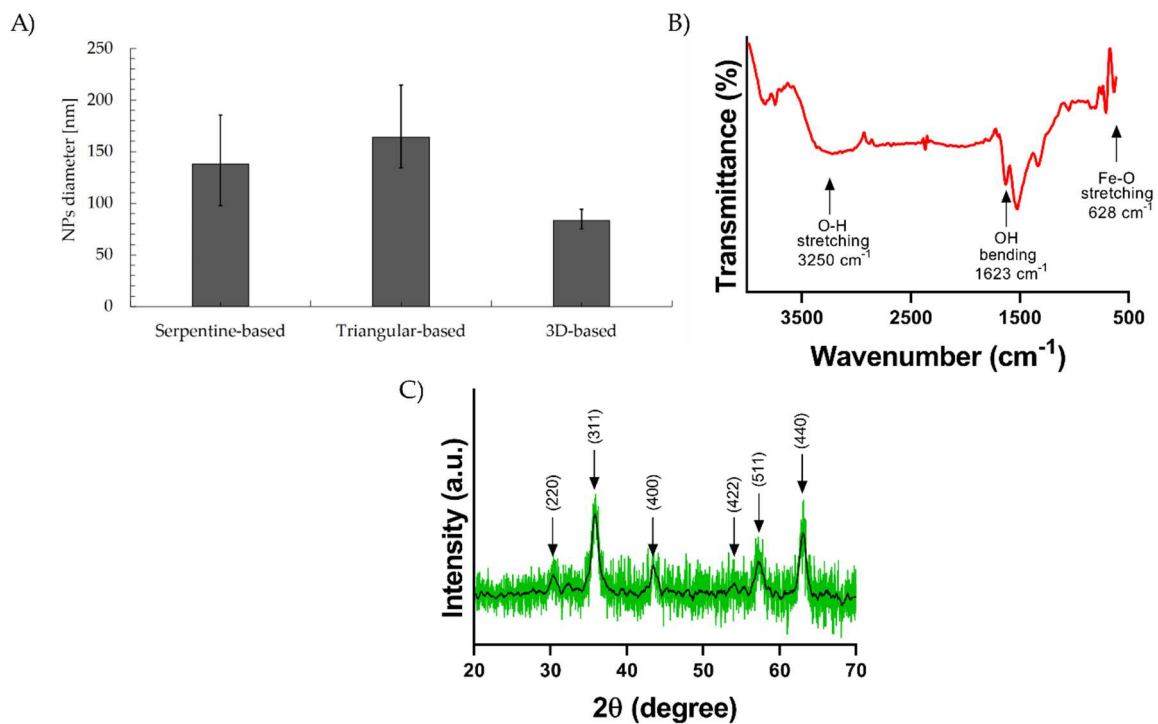 A)
NPs diameter [nm]
250
200
150
100
50
0
Serpentine-based
Triangular-based
3D-based
B)
Transmittance (%)
O-H
stretching
3250 cm⁻¹
OH
bending
1623 cm⁻¹
Fe-O
stretching
628 cm⁻¹
3500
2500
1500
500
Wavenumber (cm⁻¹)
C)
Intensity (a.u.)
(220)
(311)
(400)
(422)
(511)
(440)
20
30
40
50
60
70
2θ (degree)